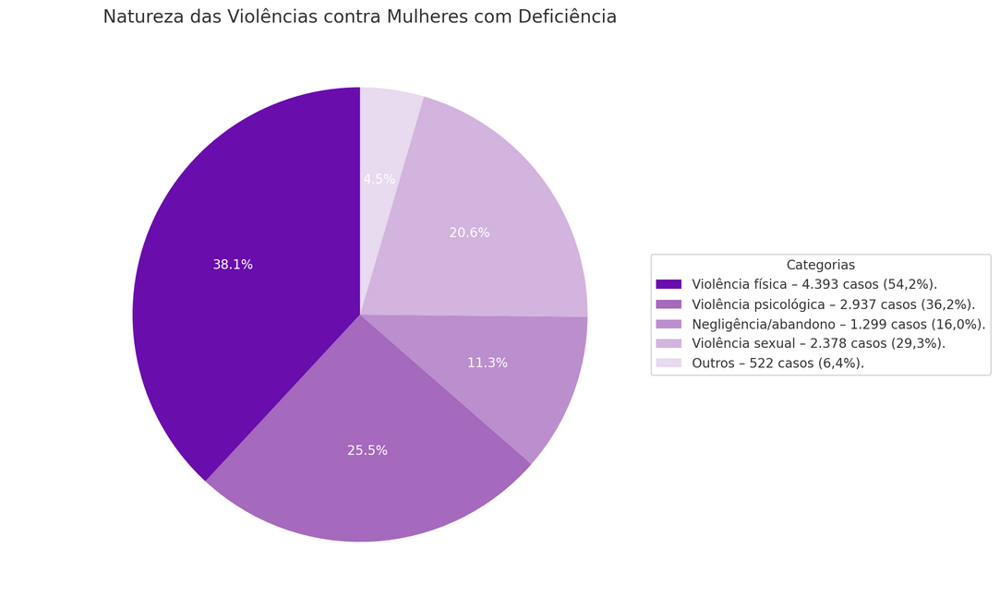 Natureza das Violências contra Mulheres com Deficiência
4.5%
20.6%
38.1%
11.3%
25.5%
Categorias
Violência física – 4.393 casos (54,2%).
Violência psicológica – 2.937 casos (36,2%).
Negligência/abandono – 1.299 casos (16,0%).
Violência sexual – 2.378 casos (29,3%).
Outros – 522 casos (6,4%).